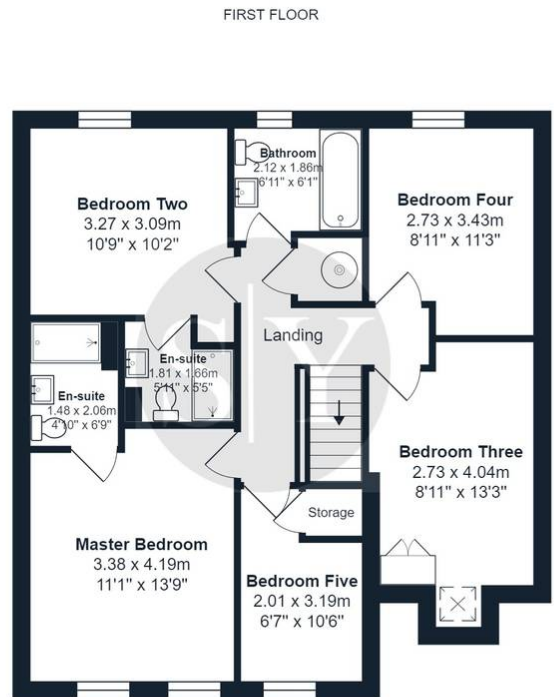 FIRST FLOOR
Bedroom Two
3.27 x 3.09m
10'9" x 10'2"
Bathroom
2.12 x 1.86m
6'11" x 6'1"
Bedroom Four
2.73 x 3.43m
8'11" x 11'3"
SY
Landing
En-suite
1.81 x 1.66m
5'11" x 5'5"
En-suite
1.48 x 2.06m
4'10" x 6'9"
Bedroom Three
2.73 x 4.04m
8'11" x 13'3"
Storage
Master Bedroom
3.38 x 4.19m
11'1" x 13'9"
Bedroom Five
2.01 x 3.19m
6'7" x 10'6"